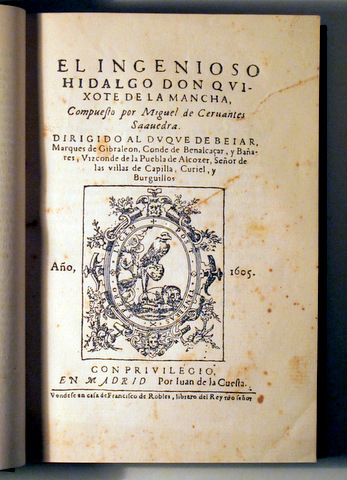 EL INGENIOSO
HIDALGO DON QVI-
XOTE DE LA MANCHA,
Compuesto por Miguel de Ceruantes
Saauedra.
DIRIGIDO AL DVQVE DE BEIAR,
Marques de Gibraleon, Conde de Benalcaçar, y Baña-
res, Vizconde de la Puebla de Alcozer, Señor de
las villas de Capilla, Curiel, y
Burguillos.
Año, 1605.
CON PRIVILEGIO,
EN MADRID Por Iuan de la Cuesta.
Vendese en casa de Francisco de Robles, librero del Rey nro señor